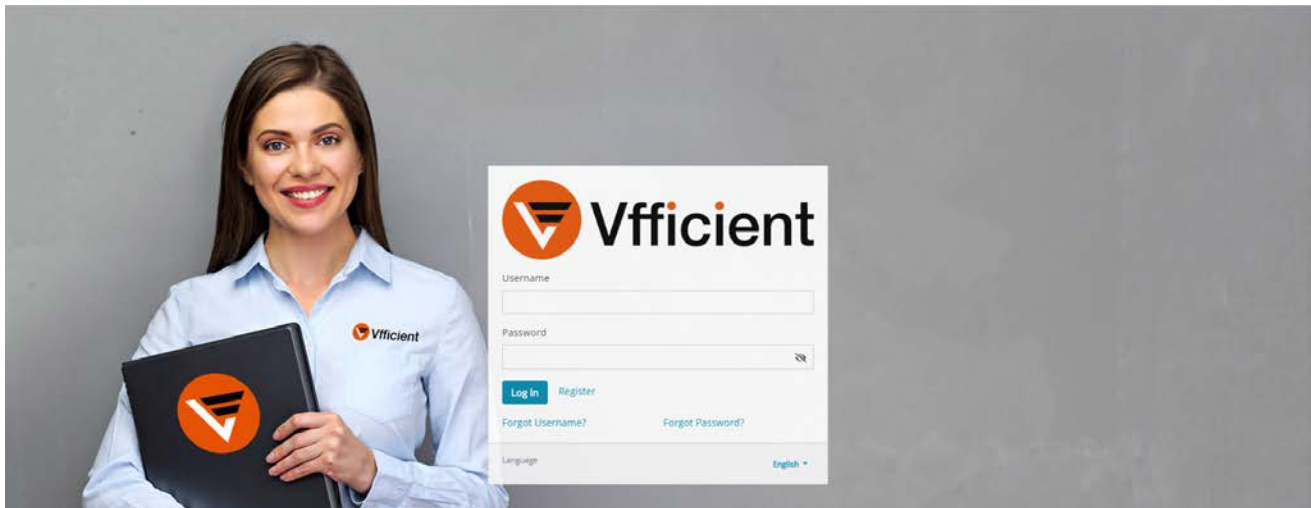 Vfficient
Vfficient
Username
Password
Log In
Register
Forgot Username?
Forgot Password?
Language
English